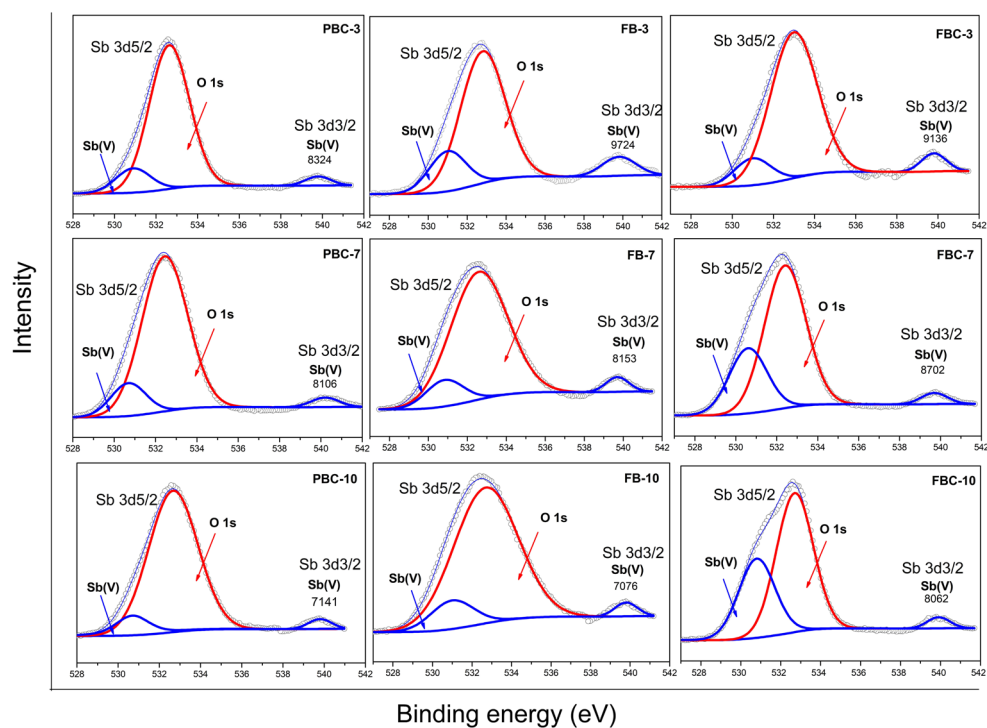 PBC-3
Sb 3d5/2
O 1s
Sb(V)
Sb 3d3/2
Sb(V)
8324
528 530 532 534 536 538 540 542
FB-3
Sb 3d5/2
O 1s
Sb(V)
Sb 3d3/2
Sb(V)
9724
528 530 532 534 536 538 540 542
FBC-3
Sb 3d5/2
O 1s
Sb(V)
Sb 3d3/2
Sb(V)
9136
528 530 532 534 536 538 540 542
PBC-7
Sb 3d5/2
O 1s
Sb(V)
Sb 3d3/2
Sb(V)
8106
528 530 532 534 536 538 540 542
FB-7
Sb 3d5/2
O 1s
Sb(V)
Sb 3d3/2
Sb(V)
8153
528 530 532 534 536 538 540 542
FBC-7
Sb 3d5/2
O 1s
Sb(V)
Sb 3d3/2
Sb(V)
8702
528 530 532 534 536 538 540 542
PBC-10
Sb 3d5/2
O 1s
Sb(V)
Sb 3d3/2
Sb(V)
7141
528 530 532 534 536 538 540 542
FB-10
Sb 3d5/2
O 1s
Sb(V)
Sb 3d3/2
Sb(V)
7076
528 530 532 534 536 538 540 542
FBC-10
Sb 3d5/2
O 1s
Sb(V)
Sb 3d3/2
Sb(V)
8062
528 530 532 534 536 538 540 542
Intensity
Binding energy (eV)